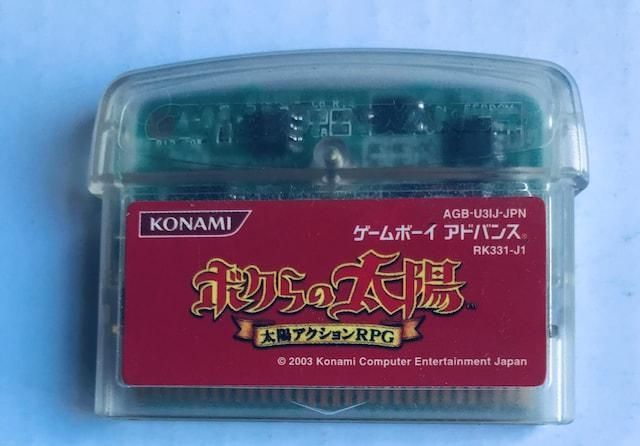 KONAMI
AGB-U3IJ-JPN
ゲームボーイ アドバンス®
RK331-J1
ボクらの太陽™
太陽アクションRPG
© 2003 Konami Computer Entertainment Japan